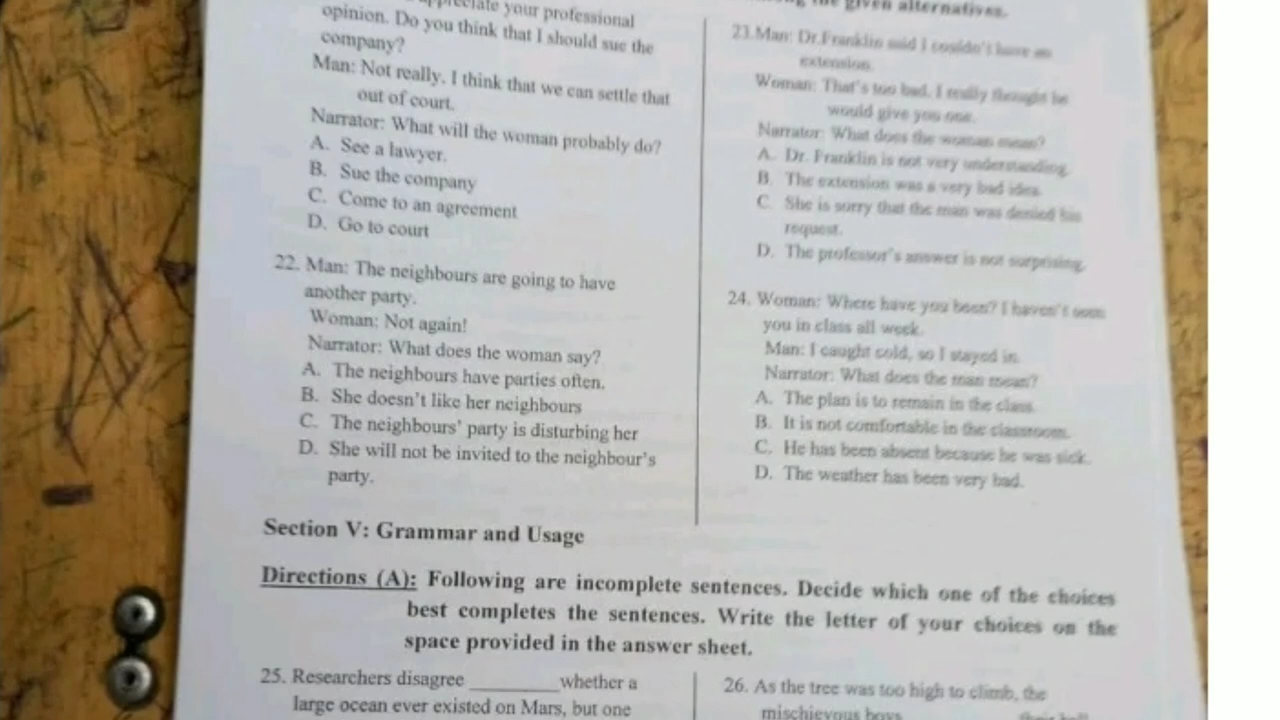 appreciate your professional
opinion. Do you think that I should sue the
company?
Man: Not really. I think that we can settle that
out of court.
Narrator: What will the woman probably do?
A. See a lawyer.
B. Sue the company
C. Come to an agreement
D. Go to court
22. Man: The neighbours are going to have
another party.
Woman: Not again!
Narrator: What does the woman say?
A. The neighbours have parties often.
B. She doesn't like her neighbours
C. The neighbours' party is disturbing her
D. She will not be invited to the neighbour's
party.
the given alternatives.
23. Man: Dr. Franklin said I couldn't have an
extension.
Woman: That's too bad. I really thought he
would give you one.
Narrator: What does the woman mean?
A. Dr. Franklin is not very understanding.
B. The extension was a very bad idea.
C. She is sorry that the man was denied his
request.
D. The professor's answer is not surprising.
24. Woman: Where have you been? I haven't seen
you in class all week.
Man: I caught cold, so I stayed in.
Narrator: What does the man mean?
A. The plan is to remain in the class.
B. It is not comfortable in the classroom.
C. He has been absent because he was sick.
D. The weather has been very bad.
Section V: Grammar and Usage
Directions (A): Following are incomplete sentences. Decide which one of the choices
best completes the sentences. Write the letter of your choices on the
space provided in the answer sheet.
25. Researchers disagree ________ whether a
large ocean ever existed on Mars, but one
26. As the tree was too high to climb, the
mischievous boys